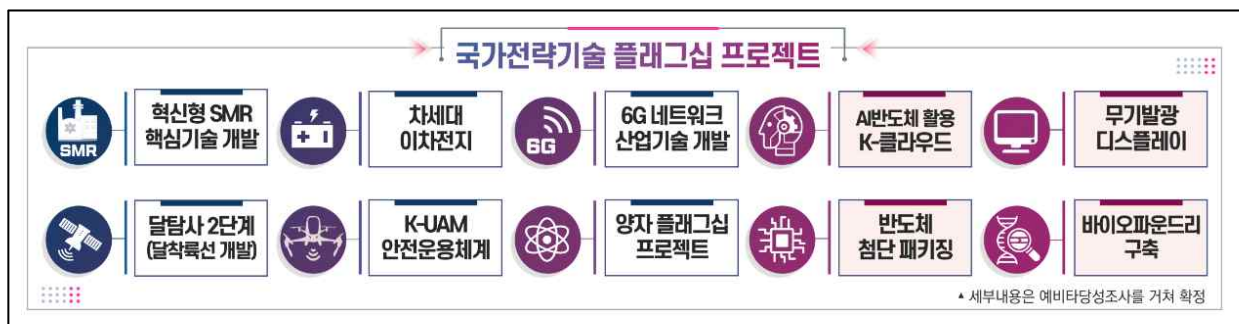 국가전략기술 플래그십 프로젝트
SMR
혁신형 SMR
핵심기술 개발
차세대
이차전지
6G
6G 네트워크
산업기술 개발
AI반도체 활용
K-클라우드
무기발광
디스플레이
달탐사 2단계
(달착륙선 개발)
K-UAM
안전운용체계
양자 플래그십
프로젝트
반도체
첨단 패키징
바이오파운드리
구축
▲ 세부내용은 예비타당성조사를 거쳐 확정